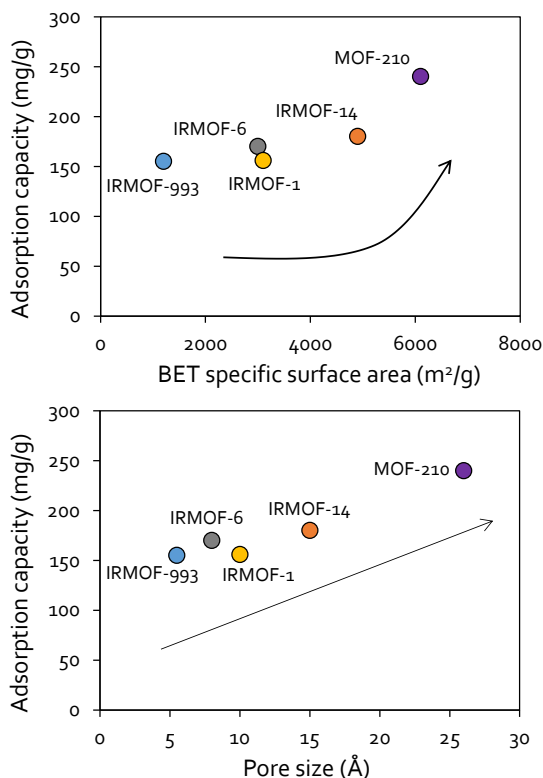 300
250
200
150
100
50
0
Adsorption capacity (mg/g)
MOF-210
IRMOF-14
IRMOF-6
IRMOF-993
IRMOF-1
0 2000 4000 6000 8000
BET specific surface area (m²/g)
300
250
200
150
100
50
0
Adsorption capacity (mg/g)
MOF-210
IRMOF-14
IRMOF-6
IRMOF-993
IRMOF-1
0 5 10 15 20 25 30
Pore size (Å)